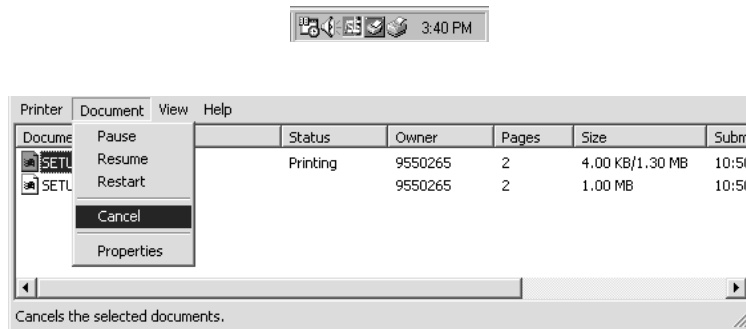 3:40 PM
Printer Document View Help
Docume Status Owner Pages Size Subm
SETU Printing 9550265 2 4.00 KB/1.30 MB 10:50
SETU 9550265 2 1.00 MB 10:50
Pause
Resume
Restart
Cancel
Properties
Cancels the selected documents.